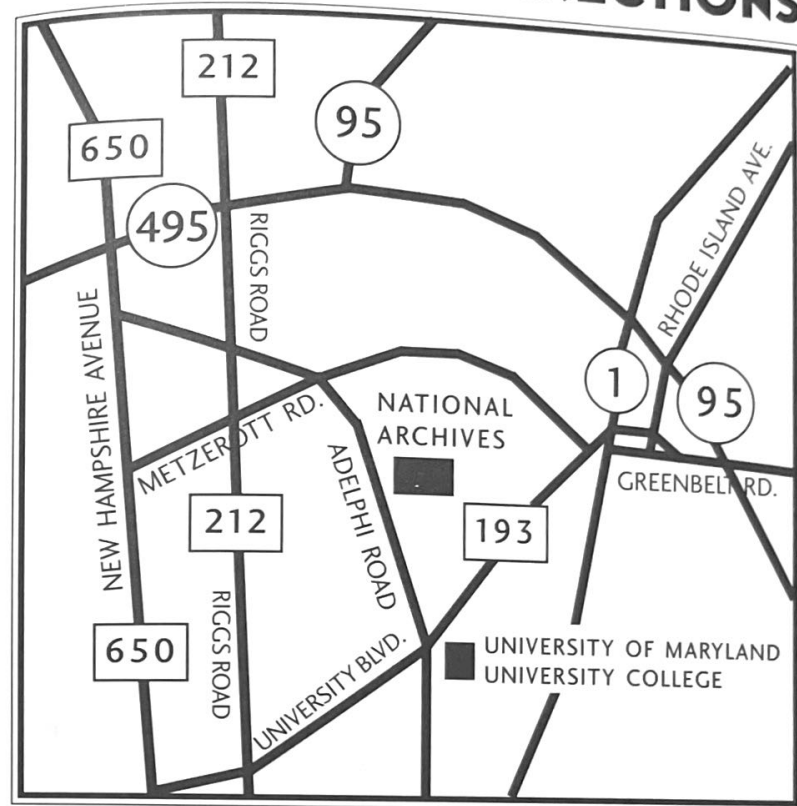 212
95
650
495
RIGGS ROAD
RHODE ISLAND AVE.
NEW HAMPSHIRE AVENUE
1
95
NATIONAL
ARCHIVES
METZEROTT RD.
ADELPHI ROAD
GREENBELT RD.
212
193
RIGGS ROAD
650
UNIVERSITY BLVD.
UNIVERSITY OF MARYLAND
UNIVERSITY COLLEGE